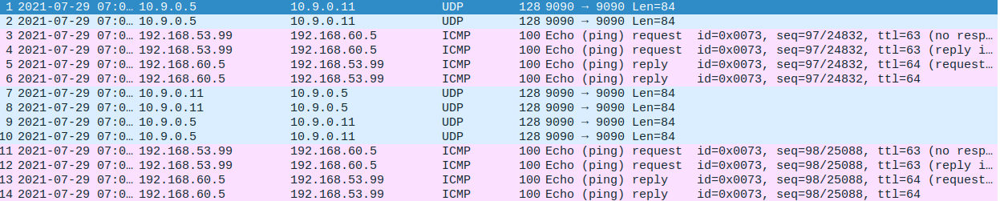 1 2021-07-29 07:0… 10.9.0.5 10.9.0.11 UDP 128 9090 → 9090 Len=84
2 2021-07-29 07:0… 10.9.0.5 10.9.0.11 UDP 128 9090 → 9090 Len=84
3 2021-07-29 07:0… 192.168.53.99 192.168.60.5 ICMP 100 Echo (ping) request id=0x0073, seq=97/24832, ttl=63 (no resp…
4 2021-07-29 07:0… 192.168.53.99 192.168.60.5 ICMP 100 Echo (ping) request id=0x0073, seq=97/24832, ttl=63 (reply i…
5 2021-07-29 07:0… 192.168.60.5 192.168.53.99 ICMP 100 Echo (ping) reply id=0x0073, seq=97/24832, ttl=64 (request…
6 2021-07-29 07:0… 192.168.60.5 192.168.53.99 ICMP 100 Echo (ping) reply id=0x0073, seq=97/24832, ttl=64
7 2021-07-29 07:0… 10.9.0.11 10.9.0.5 UDP 128 9090 → 9090 Len=84
8 2021-07-29 07:0… 10.9.0.11 10.9.0.5 UDP 128 9090 → 9090 Len=84
9 2021-07-29 07:0… 10.9.0.5 10.9.0.11 UDP 128 9090 → 9090 Len=84
10 2021-07-29 07:0… 10.9.0.5 10.9.0.11 UDP 128 9090 → 9090 Len=84
11 2021-07-29 07:0… 192.168.53.99 192.168.60.5 ICMP 100 Echo (ping) request id=0x0073, seq=98/25088, ttl=63 (no resp…
12 2021-07-29 07:0… 192.168.53.99 192.168.60.5 ICMP 100 Echo (ping) request id=0x0073, seq=98/25088, ttl=63 (reply i…
13 2021-07-29 07:0… 192.168.60.5 192.168.53.99 ICMP 100 Echo (ping) reply id=0x0073, seq=98/25088, ttl=64 (request…
14 2021-07-29 07:0… 192.168.60.5 192.168.53.99 ICMP 100 Echo (ping) reply id=0x0073, seq=98/25088, ttl=64